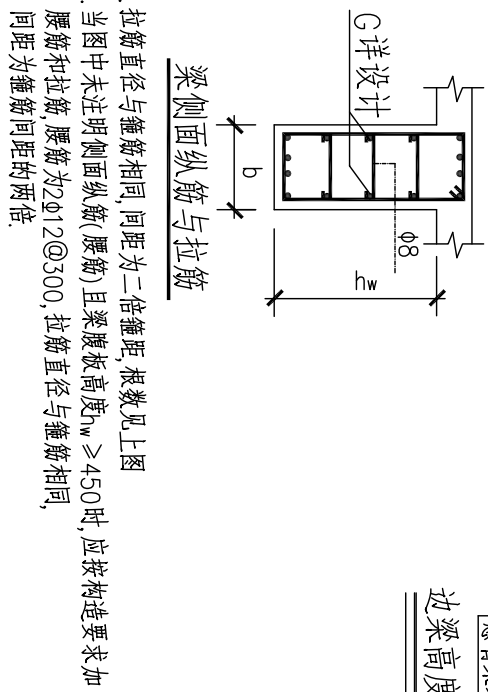 G详设计
ϕ8
hw
b
梁侧面纵筋与拉筋
.拉筋直径与箍筋相同,间距为二倍箍距,根数见上图
.当图中未注明侧面纵筋(腰筋)且梁腹板高度hw≥450时,应按构造要求加
腰筋和拉筋,腰筋为2ϕ12@300,拉筋直径与箍筋相同,
间距为箍筋间距的两倍.
边梁高度